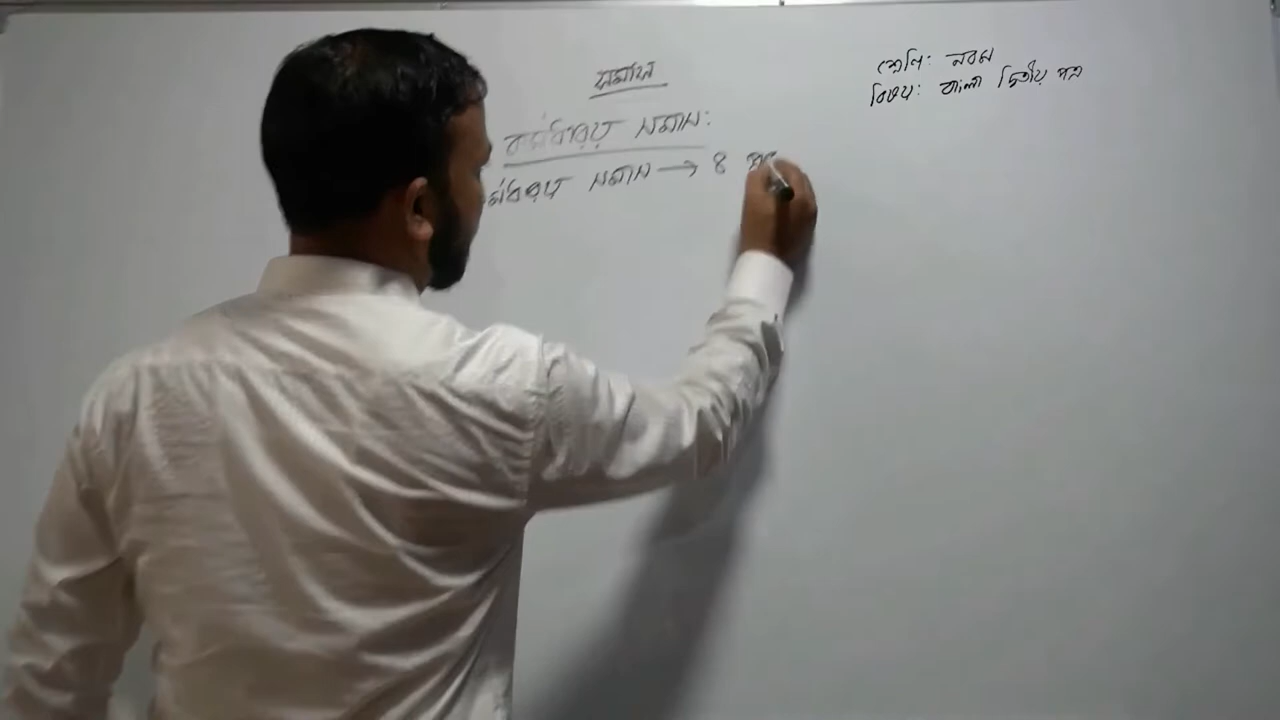 সমাস
শ্রেণি: নবম
বিষয়: বাংলা দ্বিতীয় পত্র
কর্মধারয় সমাস:
কর্মধারয় সমাস → ৪